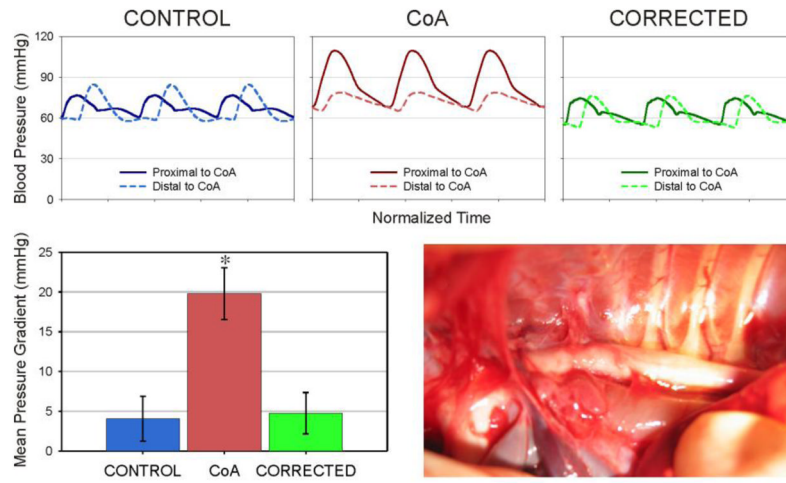 CONTROL
CoA
CORRECTED
Blood Pressure (mmHg)
120
90
60
30
0
Proximal to CoA
Distal to CoA
Proximal to CoA
Distal to CoA
Proximal to CoA
Distal to CoA
Normalized Time
Mean Pressure Gradient (mmHg)
25
20
15
10
5
0
*
CONTROL
CoA
CORRECTED